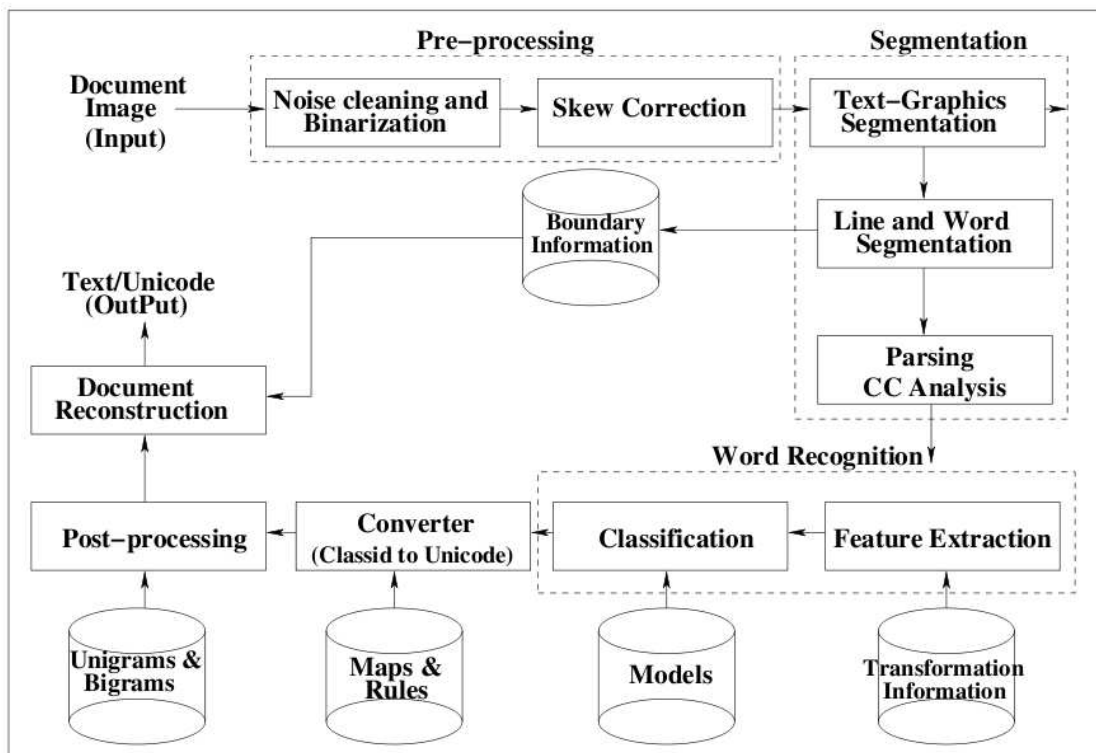 Pre-processing
Segmentation
Document
Image
(Input)
Noise cleaning and
Binarization
Skew Correction
Text-Graphics
Segmentation
Boundary
Information
Line and Word
Segmentation
Text/Unicode
(OutPut)
Document
Reconstruction
Parsing
CC Analysis
Word Recognition
Post-processing
Converter
(Classid to Unicode)
Classification
Feature Extraction
Unigrams &
Bigrams
Maps &
Rules
Models
Transformation
Information